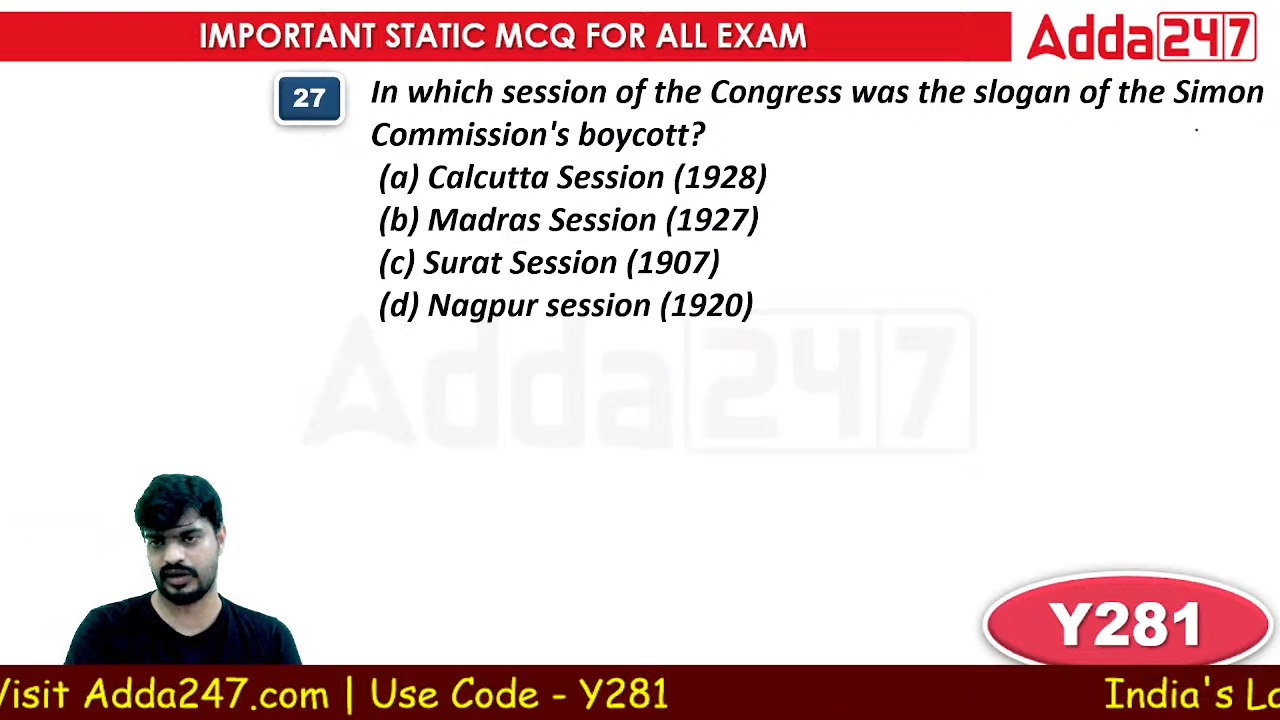 IMPORTANT STATIC MCQ FOR ALL EXAM
Adda247
27
In which session of the Congress was the slogan of the Simon
Commission's boycott?
(a) Calcutta Session (1928)
(b) Madras Session (1927)
(c) Surat Session (1907)
(d) Nagpur session (1920)
Adda247
Y281
Visit Adda247.com | Use Code - Y281
India's